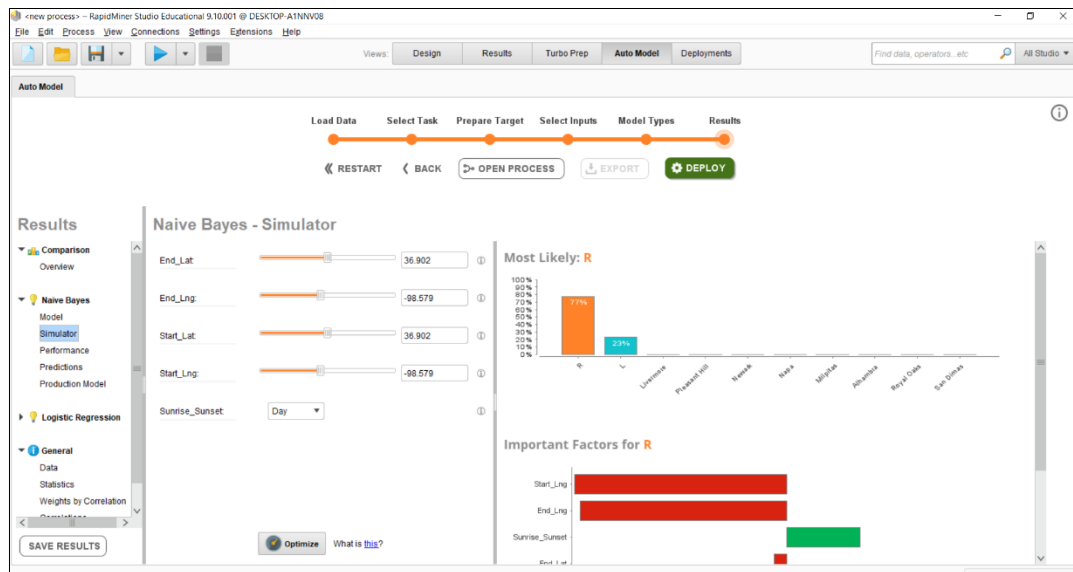 <new process> – RapidMiner Studio Educational 9.10.001 @ DESKTOP-A1NNV08
File Edit Process View Connections Settings Extensions Help
Views: Design Results Turbo Prep Auto Model Deployments Find data, operators...etc All Studio
Auto Model
Load Data Select Task Prepare Target Select Inputs Model Types Results
RESTART BACK OPEN PROCESS EXPORT DEPLOY
Results
Comparison
Overview
Naive Bayes
Model
Simulator
Performance
Predictions
Production Model
Logistic Regression
General
Data
Statistics
Weights by Correlation
SAVE RESULTS
Naive Bayes - Simulator
End_Lat: 36.902
End_Lng: -98.579
Start_Lat: 36.902
Start_Lng: -98.579
Sunrise_Sunset: Day
Optimize What is this?
Most Likely: R
100%
90%
80%
70%
60%
50%
40%
30%
20%
10%
0%
77%
23%
R L Livermore Pleasant Hill Newark Napa Milpitas Alhambra Royal Oaks San Dimas
Important Factors for R
Start_Lng
End_Lng
Sunrise_Sunset
End_Lat